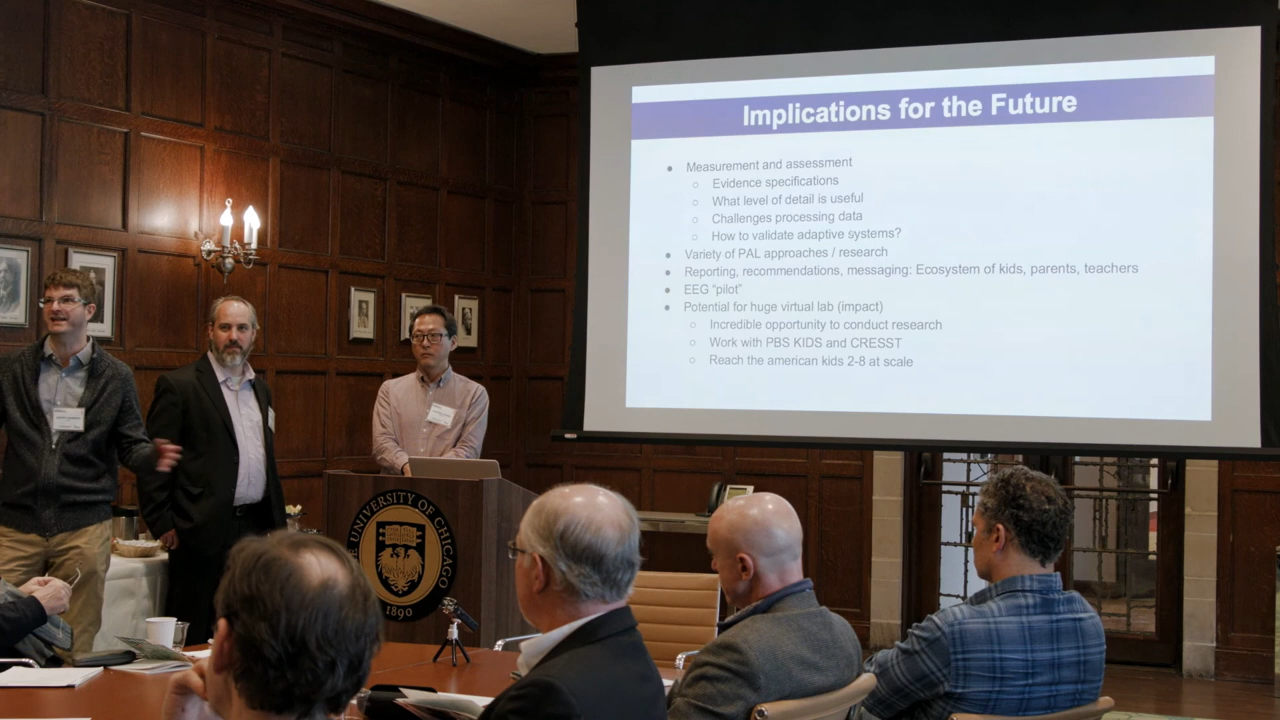 Implications for the Future
● Measurement and assessment
○ Evidence specifications
○ What level of detail is useful
○ Challenges processing data
○ How to validate adaptive systems?
● Variety of PAL approaches / research
● Reporting, recommendations, messaging: Ecosystem of kids, parents, teachers
● EEG “pilot”
● Potential for huge virtual lab (impact)
○ Incredible opportunity to conduct research
○ Work with PBS KIDS and CRESST
○ Reach the american kids 2-8 at scale
UNIVERSITY OF CHICAGO
1890